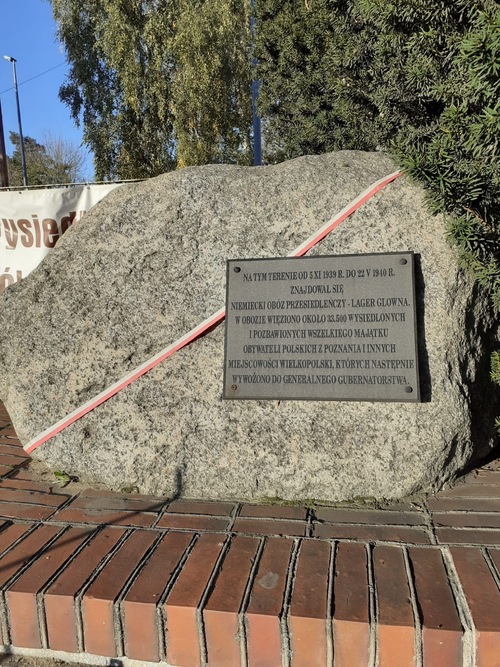 ysiedl
NA TYM TERENIE OD 5 XI 1939 R. DO 22 V 1940 R.
ZNAJDOWAŁ SIĘ
NIEMIECKI OBÓZ PRZESIEDLEŃCZY - LAGER GLOWNA.
W OBOZIE WIĘZIONO OKOŁO 33.500 WYSIEDLONYCH
I POZBAWIONYCH WSZELKIEGO MAJĄTKU
OBYWATELI POLSKICH Z POZNANIA I INNYCH
MIEJSCOWOŚCI WIELKOPOLSKI, KTÓRYCH NASTĘPNIE
WYWOŻONO DO GENERALNEGO GUBERNATORSTWA.